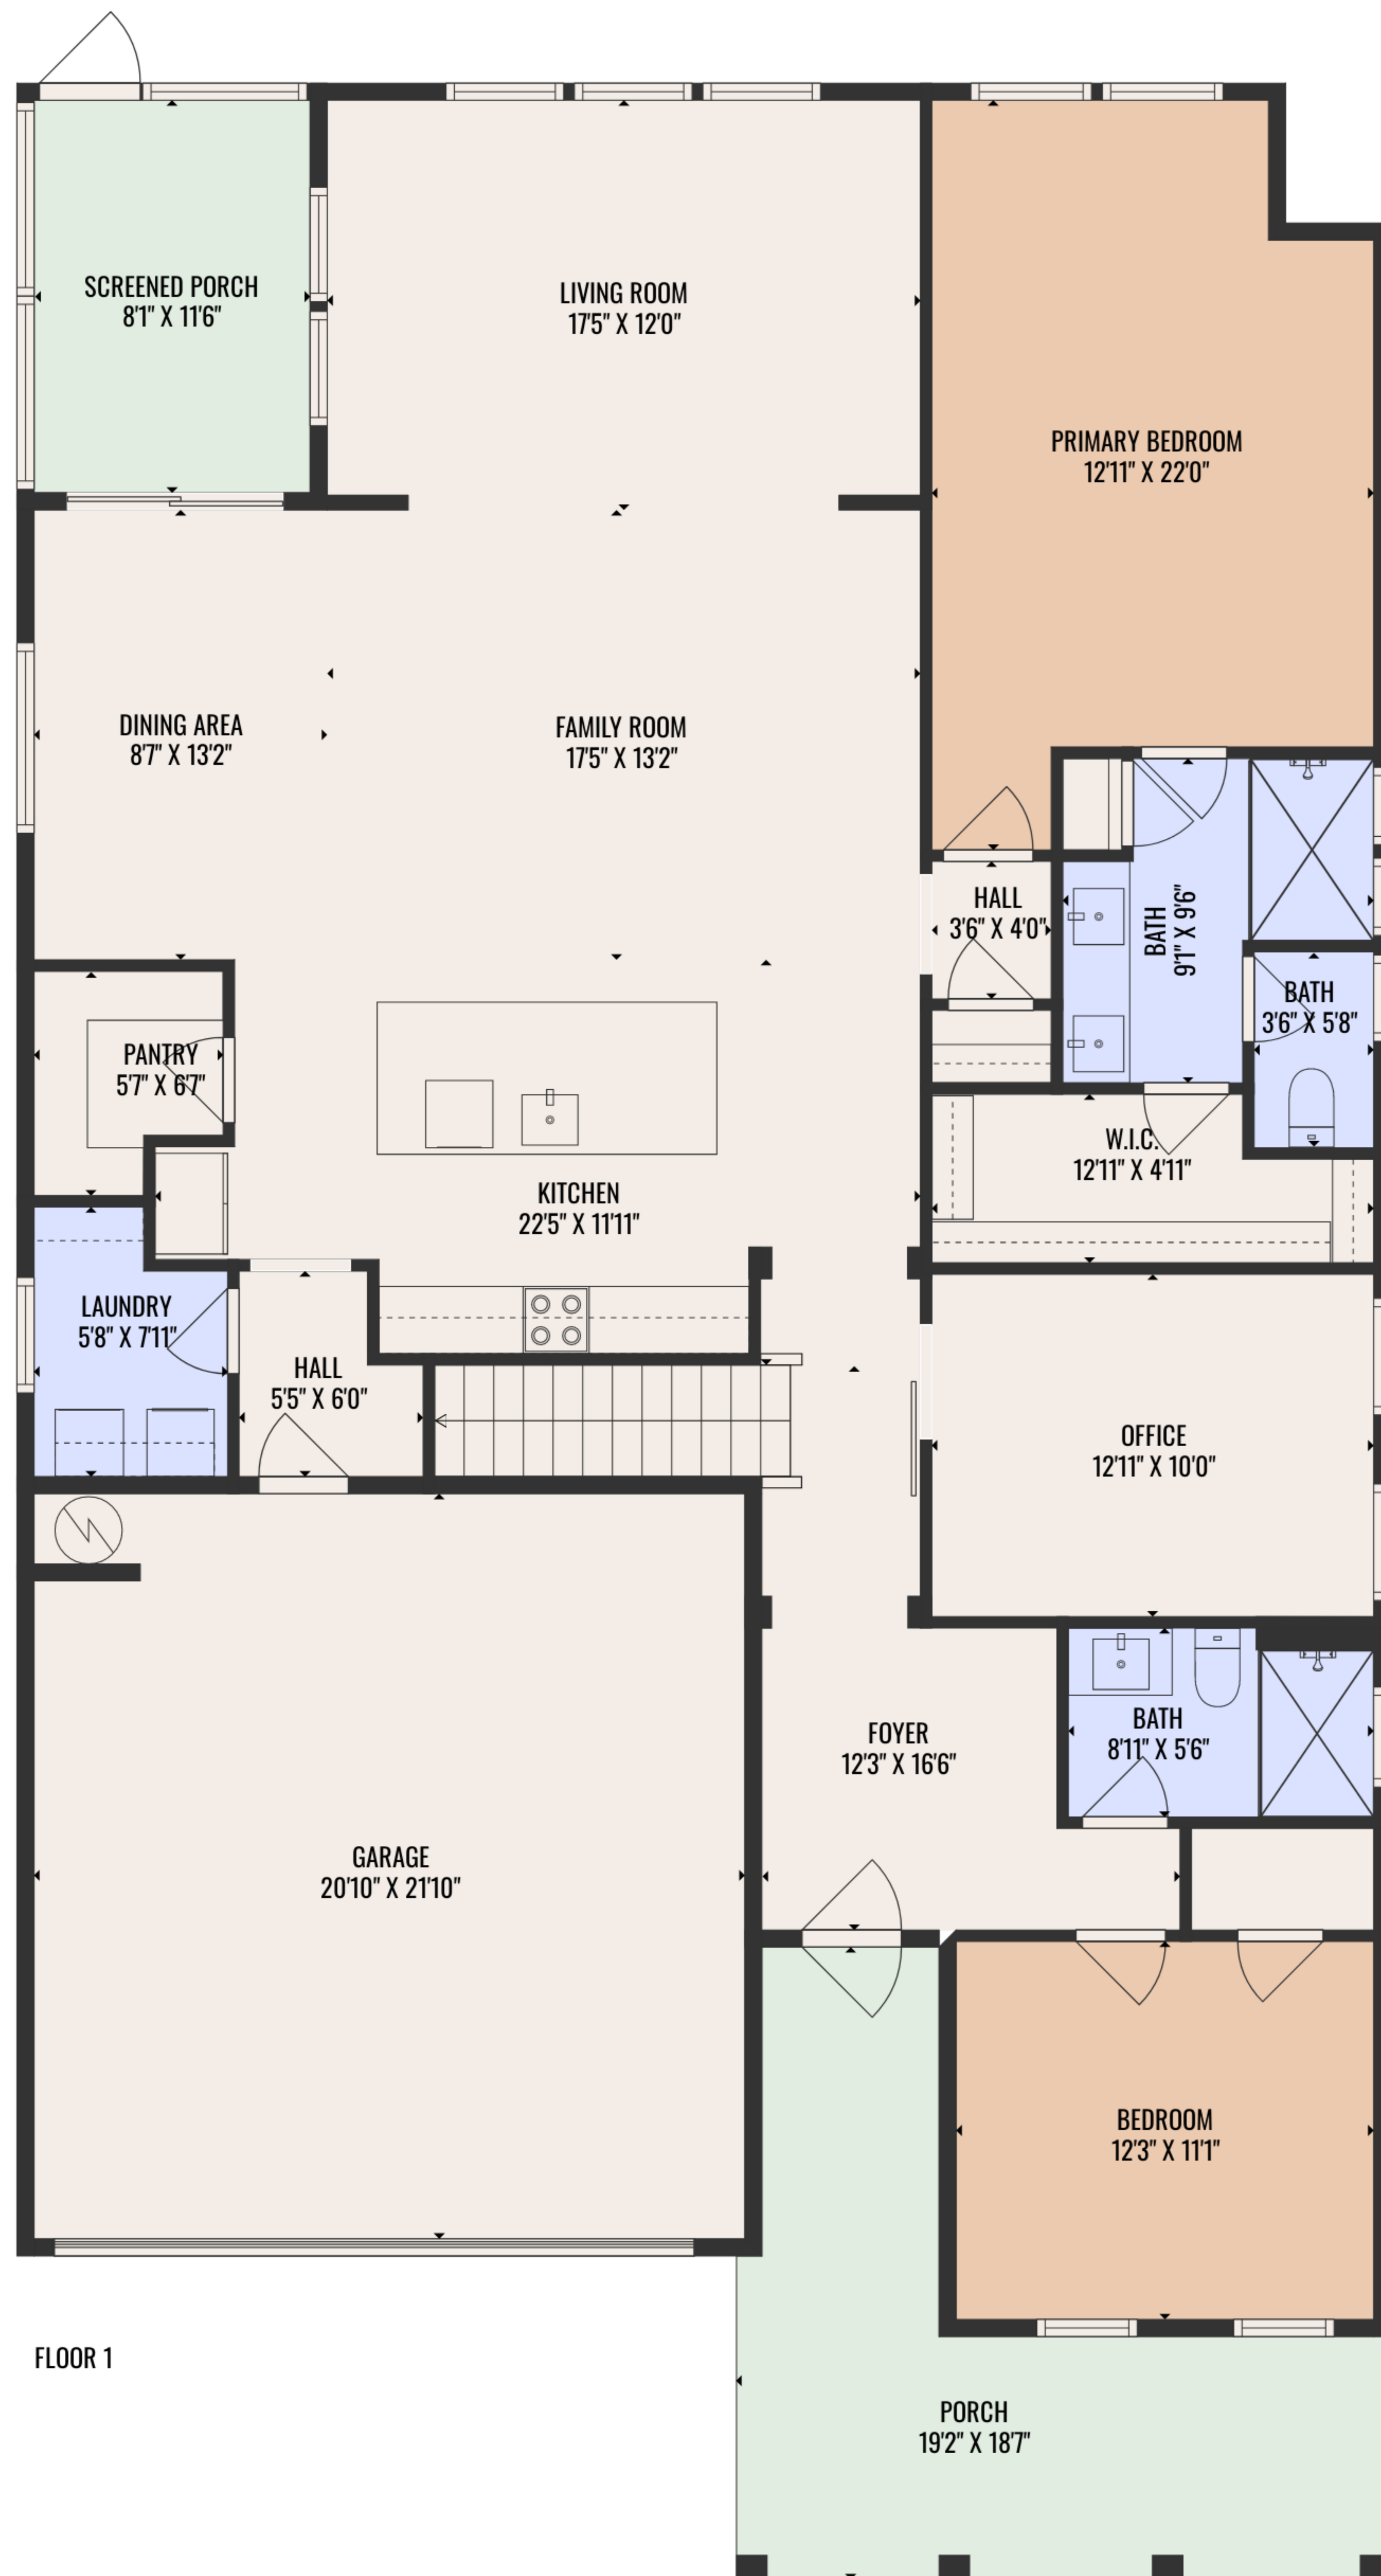 SCREENED PORCH
8'1" X 11'6"
LIVING ROOM
17'5" X 12'0"
PRIMARY BEDROOM
12'11" X 22'0"
DINING AREA
8'7" X 13'2"
FAMILY ROOM
17'5" X 13'2"
HALL
3'6" X 4'0"
BATH
9'1" X 9'6"
BATH
3'6" X 5'8"
PANTRY
5'7" X 6'7"
KITCHEN
22'5" X 11'11"
W.I.C.
12'11" X 4'11"
LAUNDRY
5'8" X 7'11"
HALL
5'5" X 6'0"
OFFICE
12'11" X 10'0"
FOYER
12'3" X 16'6"
BATH
8'11" X 5'6"
GARAGE
20'10" X 21'10"
BEDROOM
12'3" X 11'1"
FLOOR 1
PORCH
19'2" X 18'7"